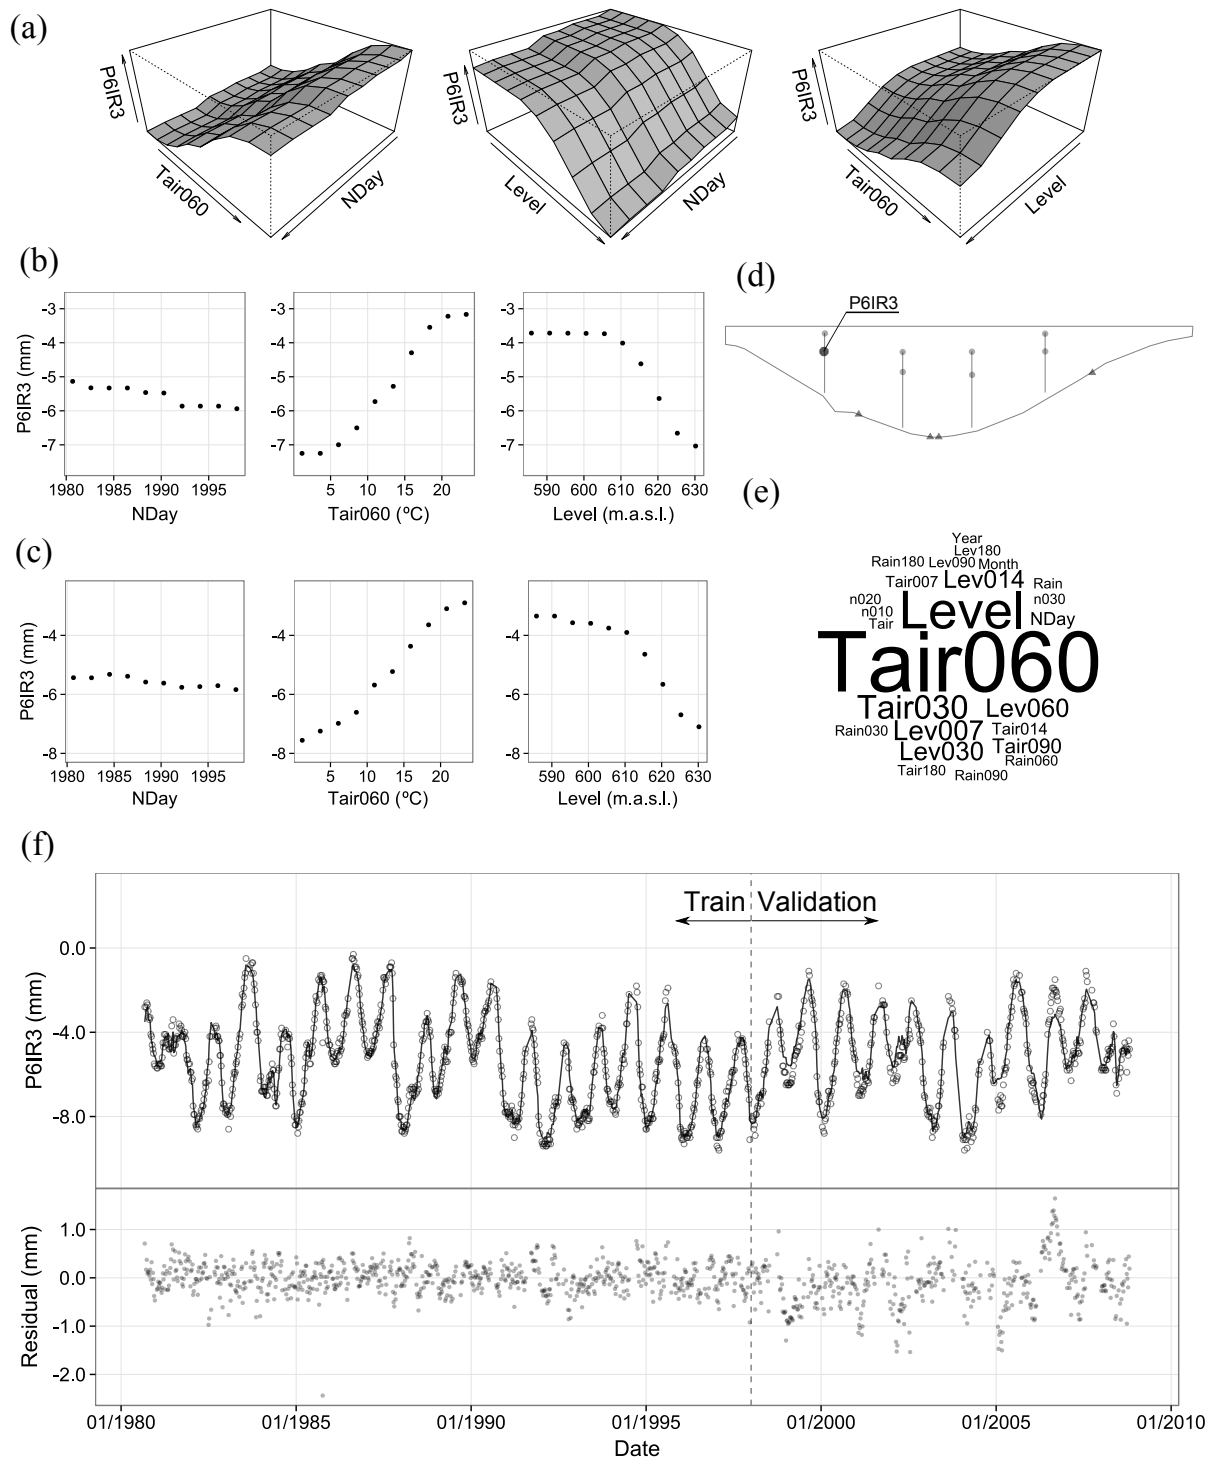 (a)
P6IR3
Tair060
NDay
P6IR3
Level
NDay
P6IR3
Tair060
Level
(b)
P6IR3 (mm)
-3
-4
-5
-6
-7
1980 1985 1990 1995
NDay
-3
-4
-5
-6
-7
5 10 15 20
Tair060 (ºC)
-3
-4
-5
-6
-7
590 600 610 620 630
Level (m.a.s.l.)
(c)
P6IR3 (mm)
-4
-6
-8
1980 1985 1990 1995
NDay
-4
-6
-8
5 10 15 20
Tair060 (ºC)
-4
-6
-8
590 600 610 620 630
Level (m.a.s.l.)
(d)
P6IR3
(e)
Year
Lev180
Rain180 Lev090 Month
Tair007 Lev014 Rain
n020 Level n030
n010 NDay
Tair
Tair060
Tair030 Lev060
Rain030 Lev007 Tair014
Lev030 Tair090
Rain060
Tair180 Rain090
(f)
Train Validation
P6IR3 (mm)
0.0
-4.0
-8.0
Residual (mm)
1.0
0.0
-1.0
-2.0
01/1980 01/1985 01/1990 01/1995 01/2000 01/2005 01/2010
Date